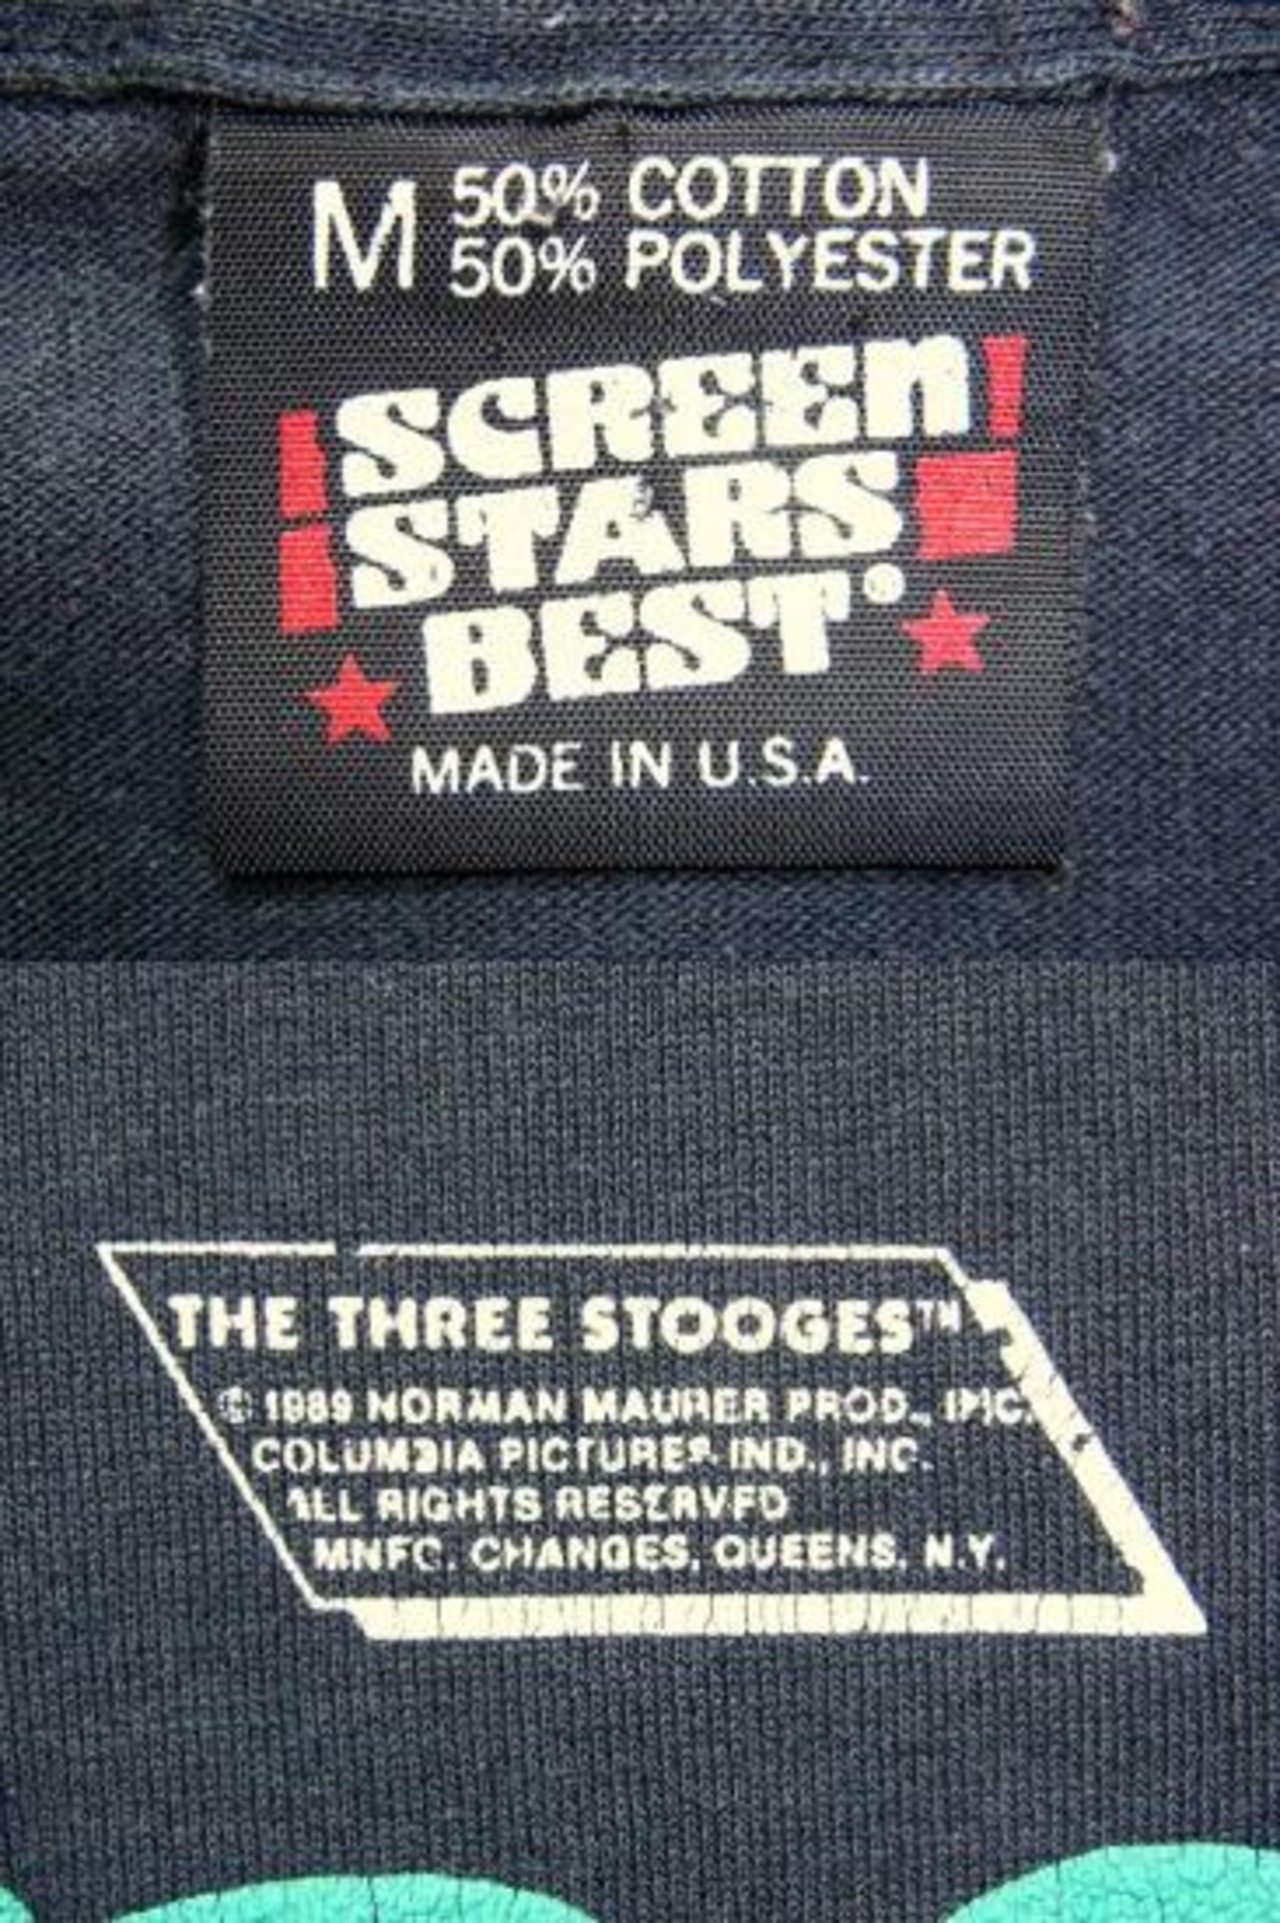 M 50% COTTON
50% POLYESTER
SCREEN
STARS
BEST®
MADE IN U.S.A.
THE THREE STOOGES™
© 1989 NORMAN MAURER PROD., INC.
COLUMBIA PICTURES IND., INC.
ALL RIGHTS RESERVED
MNFG. CHANGES, QUEENS, N.Y.